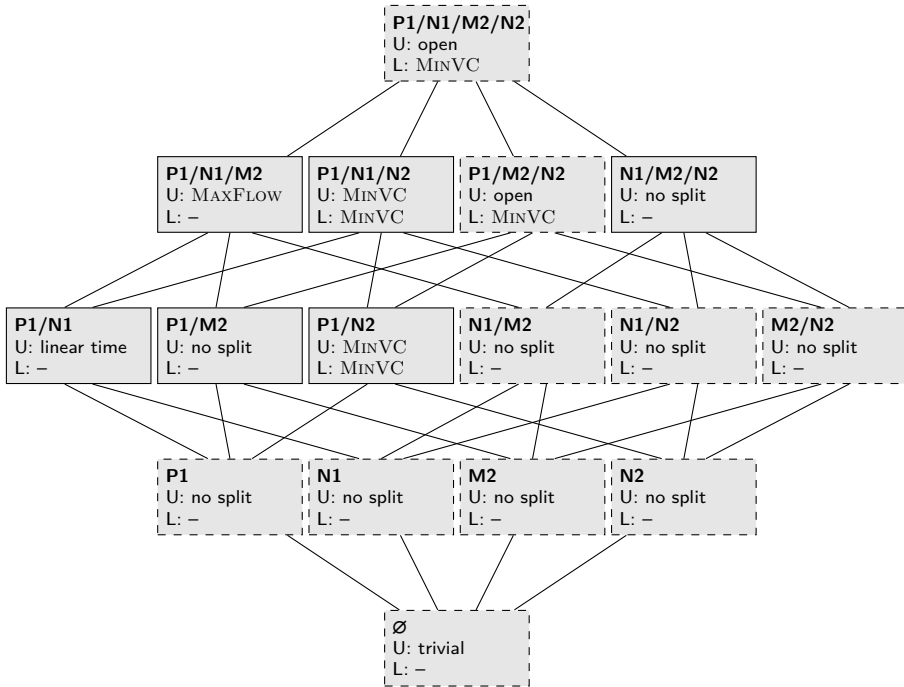 P1/N1/M2/N2
U: open
L: MINVC
P1/N1/M2
U: MAXFLOW
L: –
P1/N1/N2
U: MINVC
L: MINVC
P1/M2/N2
U: open
L: MINVC
N1/M2/N2
U: no split
L: –
P1/N1
U: linear time
L: –
P1/M2
U: no split
L: –
P1/N2
U: MINVC
L: MINVC
N1/M2
U: no split
L: –
N1/N2
U: no split
L: –
M2/N2
U: no split
L: –
P1
U: no split
L: –
N1
U: no split
L: –
M2
U: no split
L: –
N2
U: no split
L: –
∅
U: trivial
L: –